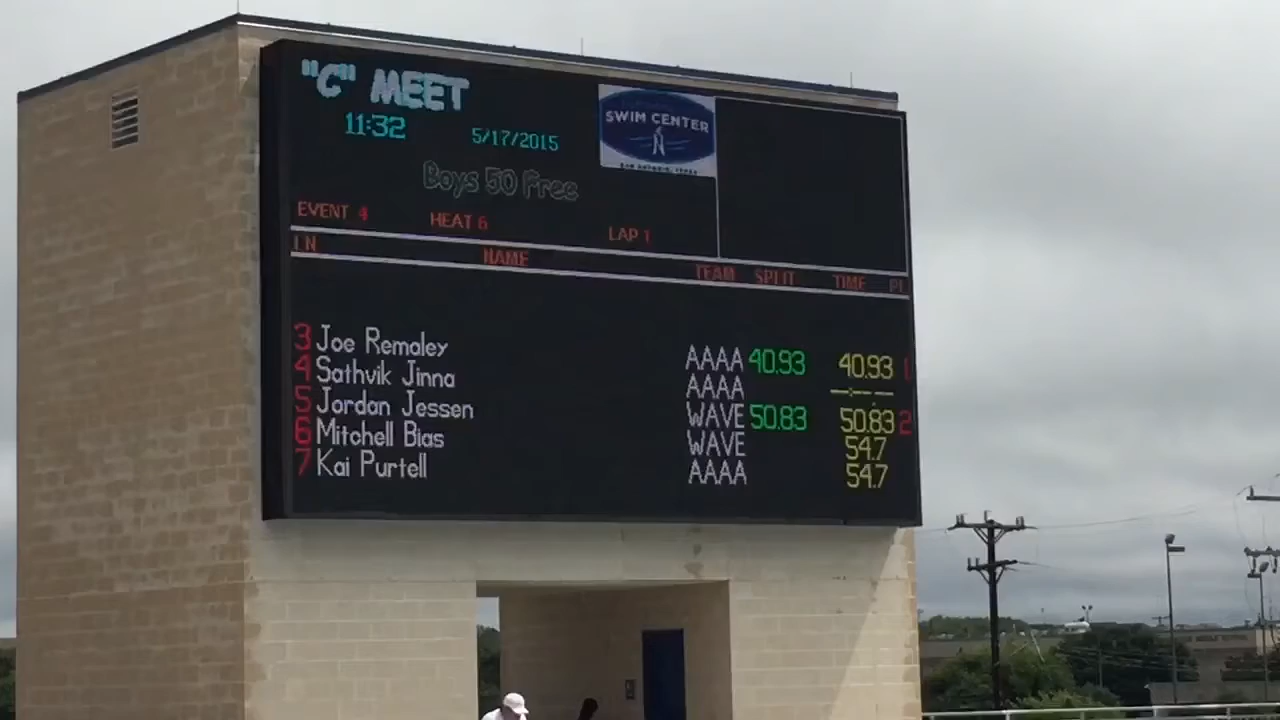 "C" MEET
11:32 5/17/2015
SWIM CENTER
SAN ANTONIO, TEXAS
Boys 50 Free
EVENT 4 HEAT 6 LAP 1
LN NAME TEAM SPLIT TIME PL
3 Joe Remaley AAAA 40.93 40.93 1
4 Sathvik Jinna AAAA --:--.--
5 Jordan Jessen WAVE 50.83 50.83 2
6 Mitchell Bias WAVE 54.7
7 Kai Purtell AAAA 54.7